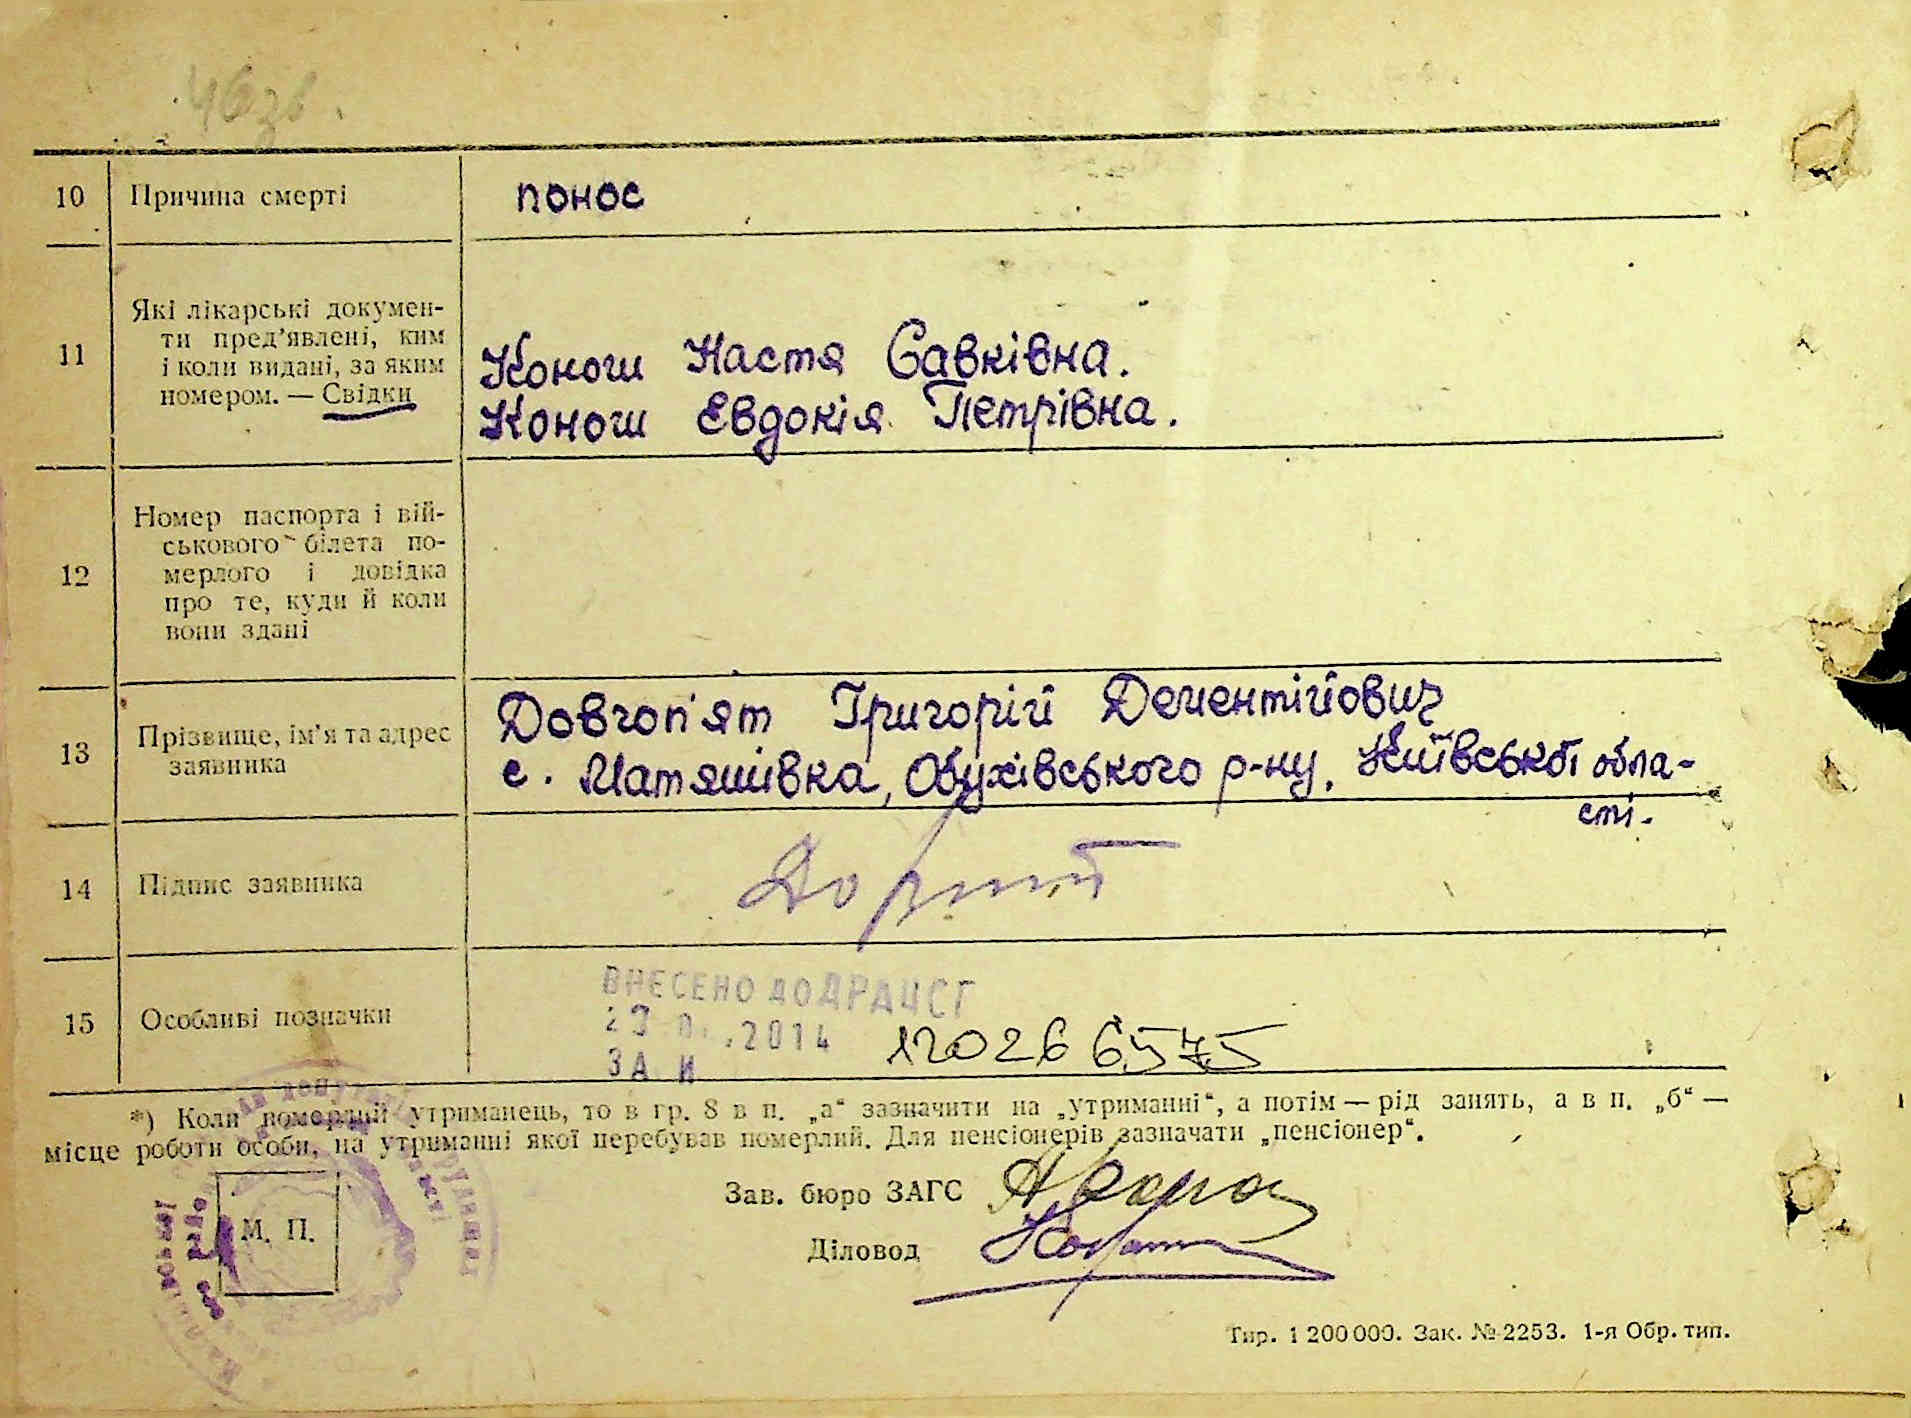 10 Причина смерті понос
11 Які лікарські докумен-
ти пред’явлені, ким
і коли видані, за яким
номером. — Свідки
Конош Настя Савківна.
Конош Евдокія Петрівна.
12 Номер паспорта і вій-
ськового білета по-
мерлого і довідка
про те, куди й коли
вони здані
13 Прізвище, ім’я та адрес
заявника
Довгоп'ят Григорій Дементійович
с. Матяшівка, Обухівського р-ну, Київської обла-
сті.
14 Підпис заявника
15 Особливі позначки
ВНЕСЕНО ДО ДРАЦСГ
.2014
ЗА
12026 6575
*) Коли померлий утриманець, то в гр. 8 в п. „а“ зазначити на „утриманні“, а потім — рід занять, а в п. „б“ —
місце роботи особи, на утриманні якої перебував померлий. Для пенсіонерів зазначати „пенсіонер“.
М. П.
Зав. бюро ЗАГС
Діловод
Тир. 1 200 000. Зак. № 2253. 1-я Обр. тип.